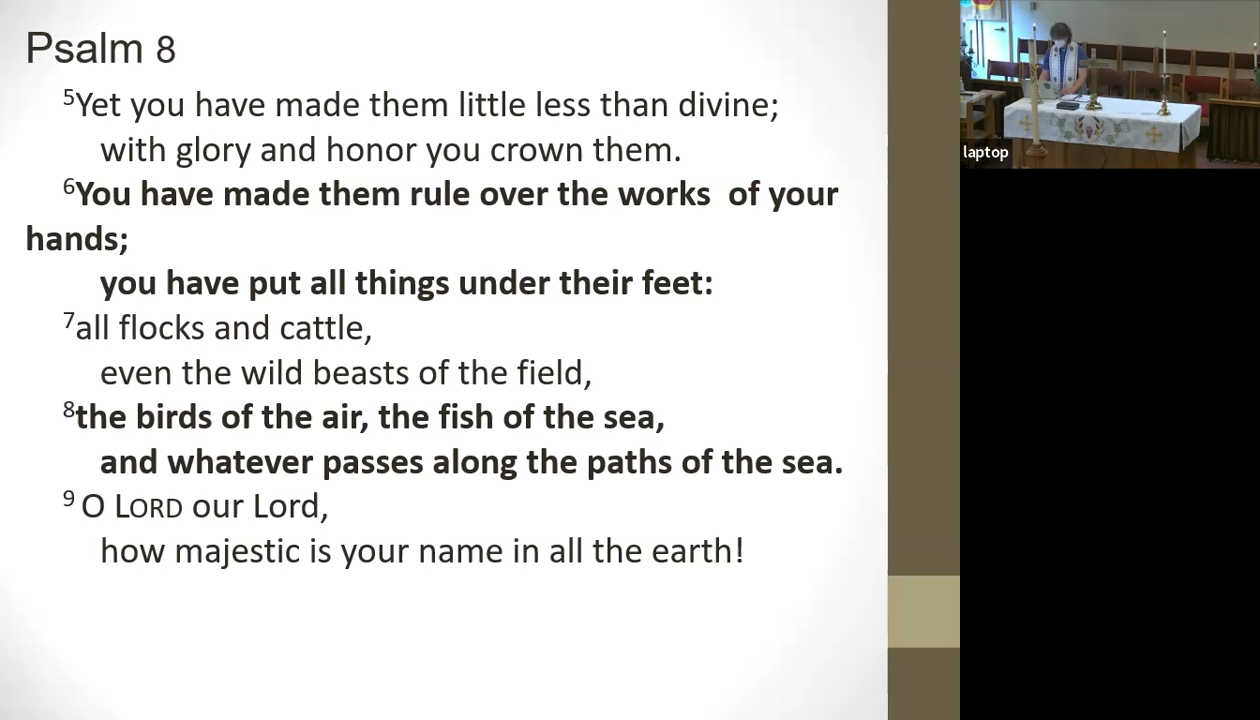 Psalm 8
5Yet you have made them little less than divine;
with glory and honor you crown them.
6You have made them rule over the works of your
hands;
you have put all things under their feet:
7all flocks and cattle,
even the wild beasts of the field,
8the birds of the air, the fish of the sea,
and whatever passes along the paths of the sea.
9 O LORD our Lord,
how majestic is your name in all the earth!
laptop